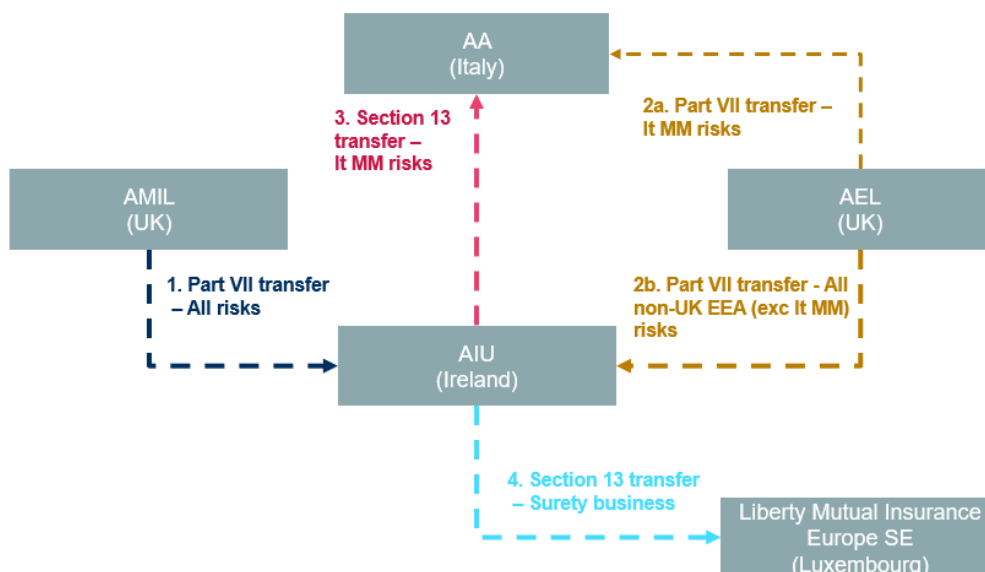 AA
(Italy)
3. Section 13
transfer –
It MM risks
2a. Part VII transfer –
It MM risks
AMIL
(UK)
AEL
(UK)
1. Part VII transfer
– All risks
2b. Part VII transfer - All
non-UK EEA (exc It MM)
risks
AIU
(Ireland)
4. Section 13 transfer
– Surety business
Liberty Mutual Insurance
Europe SE
(Luxembourg)